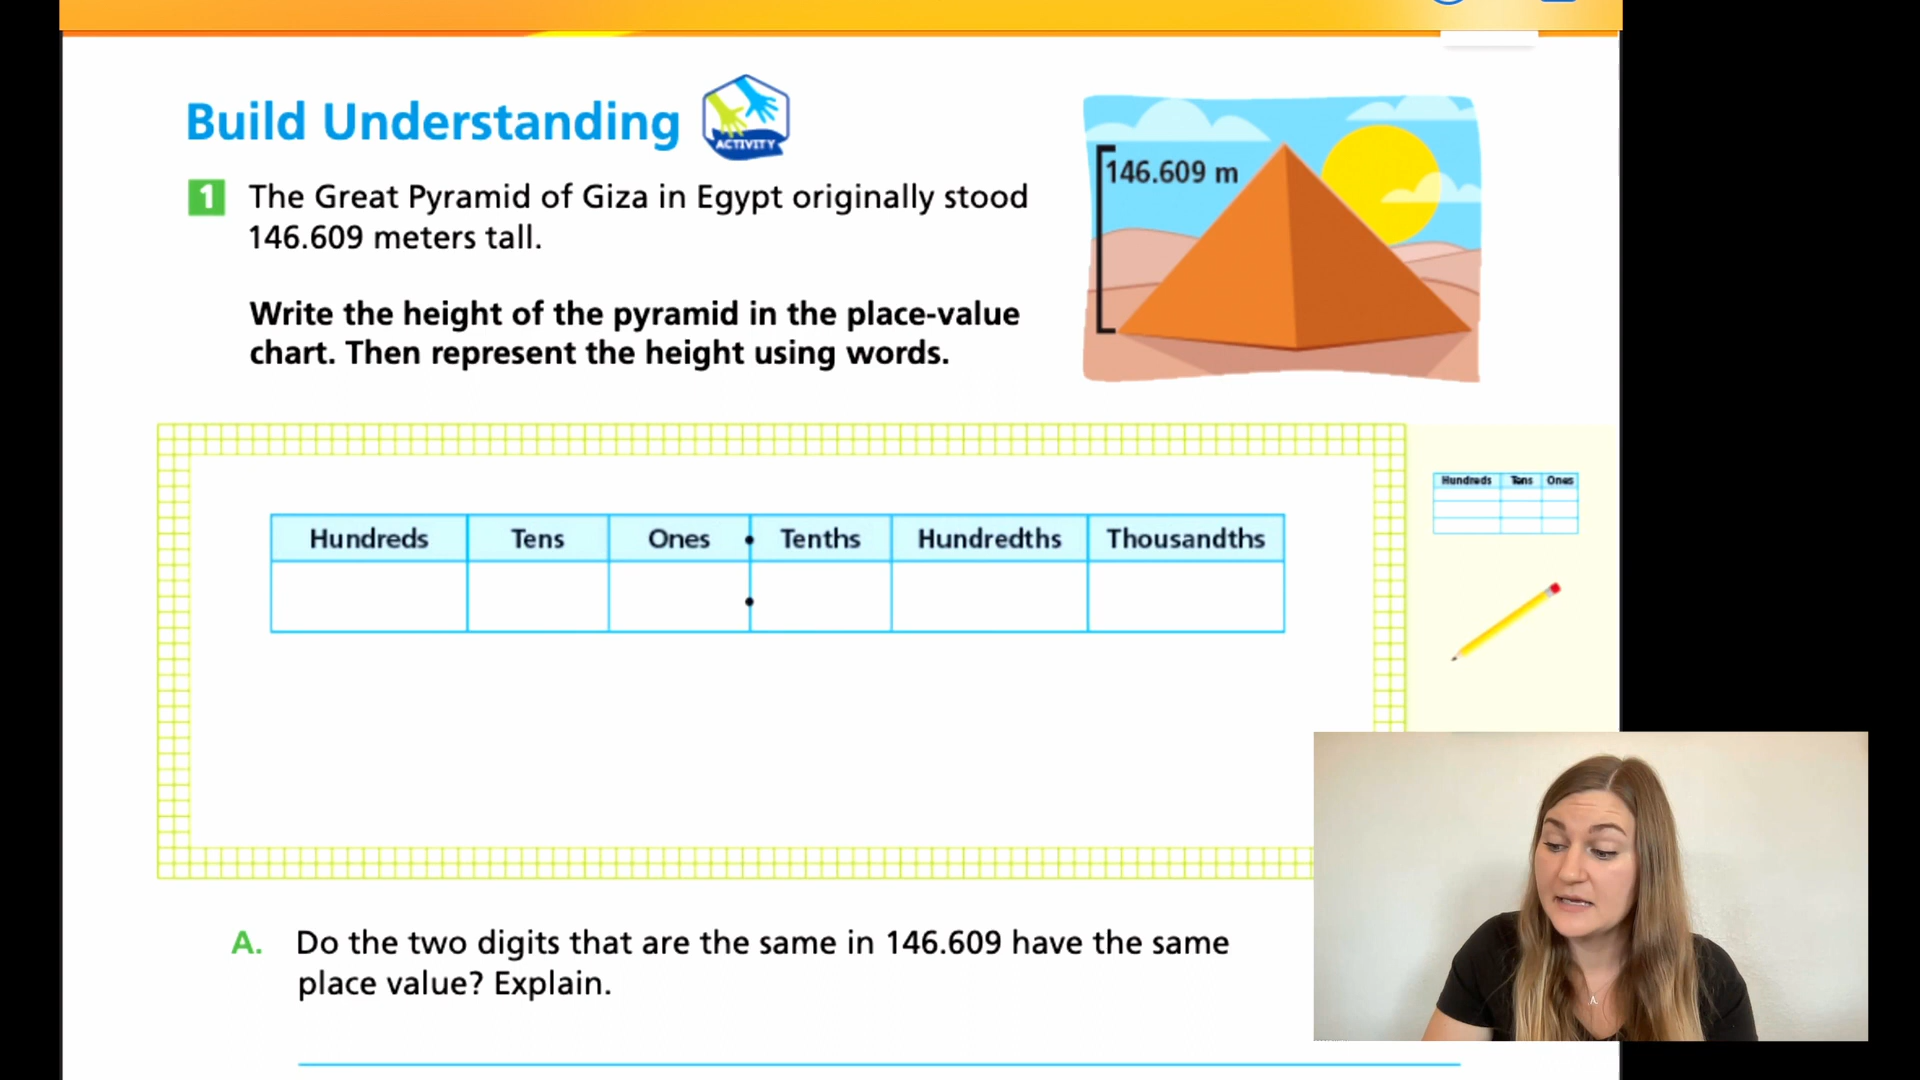 Build Understanding
ACTIVITY
1 The Great Pyramid of Giza in Egypt originally stood
146.609 meters tall.
146.609 m
Write the height of the pyramid in the place-value
chart. Then represent the height using words.
Hundreds Tens Ones
Hundreds Tens Ones . Tenths Hundredths Thousandths
.
A. Do the two digits that are the same in 146.609 have the same
place value? Explain.